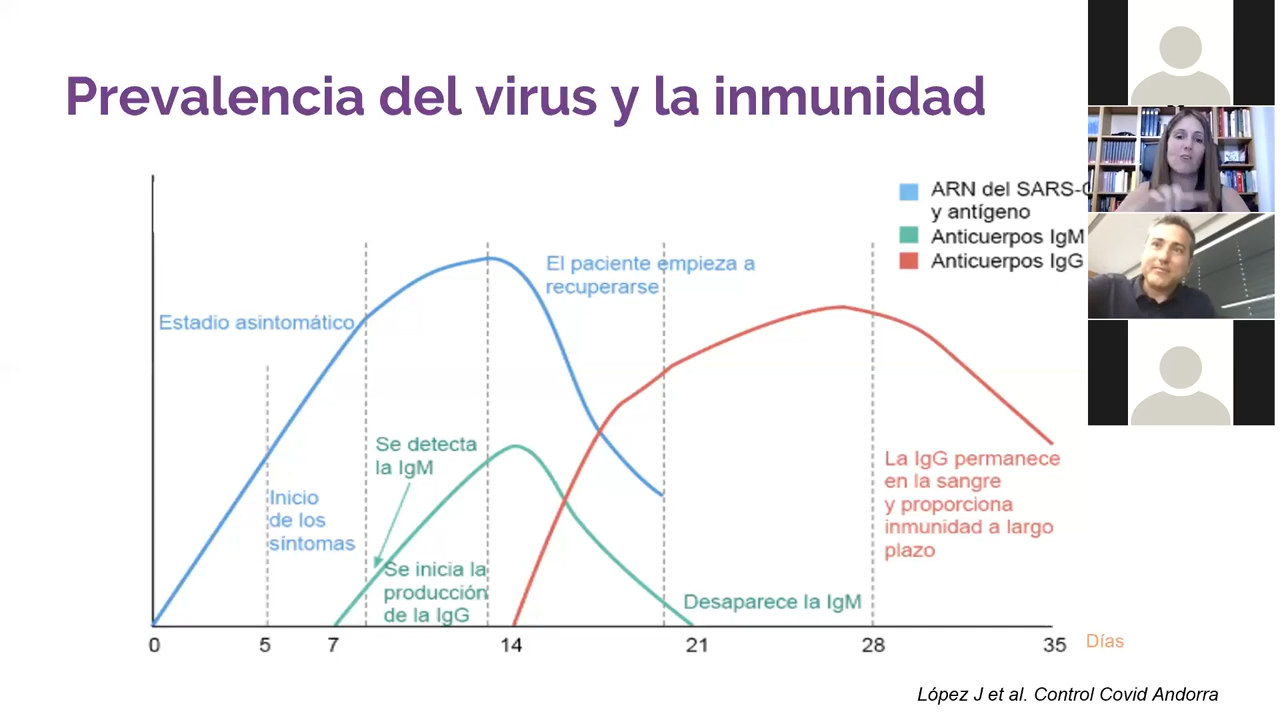 Prevalencia del virus y la inmunidad
ARN del SARS-
y antígeno
Anticuerpos IgM
Anticuerpos IgG
El paciente empieza a
recuperarse
Estadio asintomático
Se detecta
la IgM
Inicio
de los
síntomas
Se inicia la
producción
de la IgG
La IgG permanece
en la sangre
y proporciona
inmunidad a largo
plazo
Desaparece la IgM
0 5 7 14 21 28 35 Días
López J et al. Control Covid Andorra